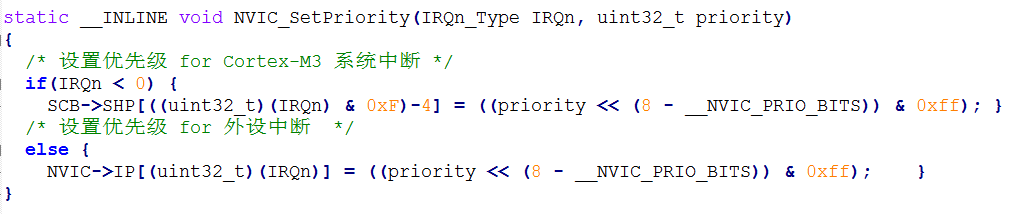 static __INLINE void NVIC_SetPriority(IRQn_Type IRQn, uint32_t priority)
{
  /* 设置优先级 for Cortex-M3 系统中断 */
  if(IRQn < 0) {
    SCB->SHP[((uint32_t)(IRQn) & 0xF)-4] = ((priority << (8 - __NVIC_PRIO_BITS)) & 0xff); }
  /* 设置优先级 for 外设中断  */
  else {
    NVIC->IP[(uint32_t)(IRQn)] = ((priority << (8 - __NVIC_PRIO_BITS)) & 0xff);    }
}